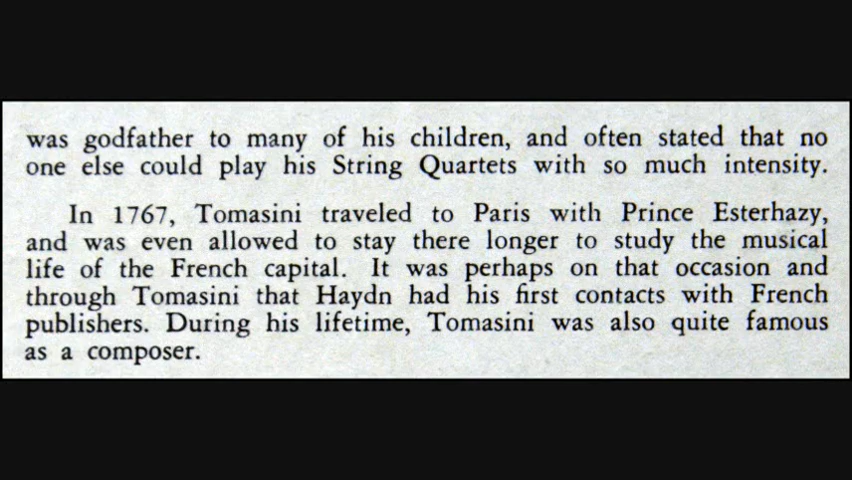 was godfather to many of his children, and often stated that no
one else could play his String Quartets with so much intensity.
In 1767, Tomasini traveled to Paris with Prince Esterhazy,
and was even allowed to stay there longer to study the musical
life of the French capital. It was perhaps on that occasion and
through Tomasini that Haydn had his first contacts with French
publishers. During his lifetime, Tomasini was also quite famous
as a composer.